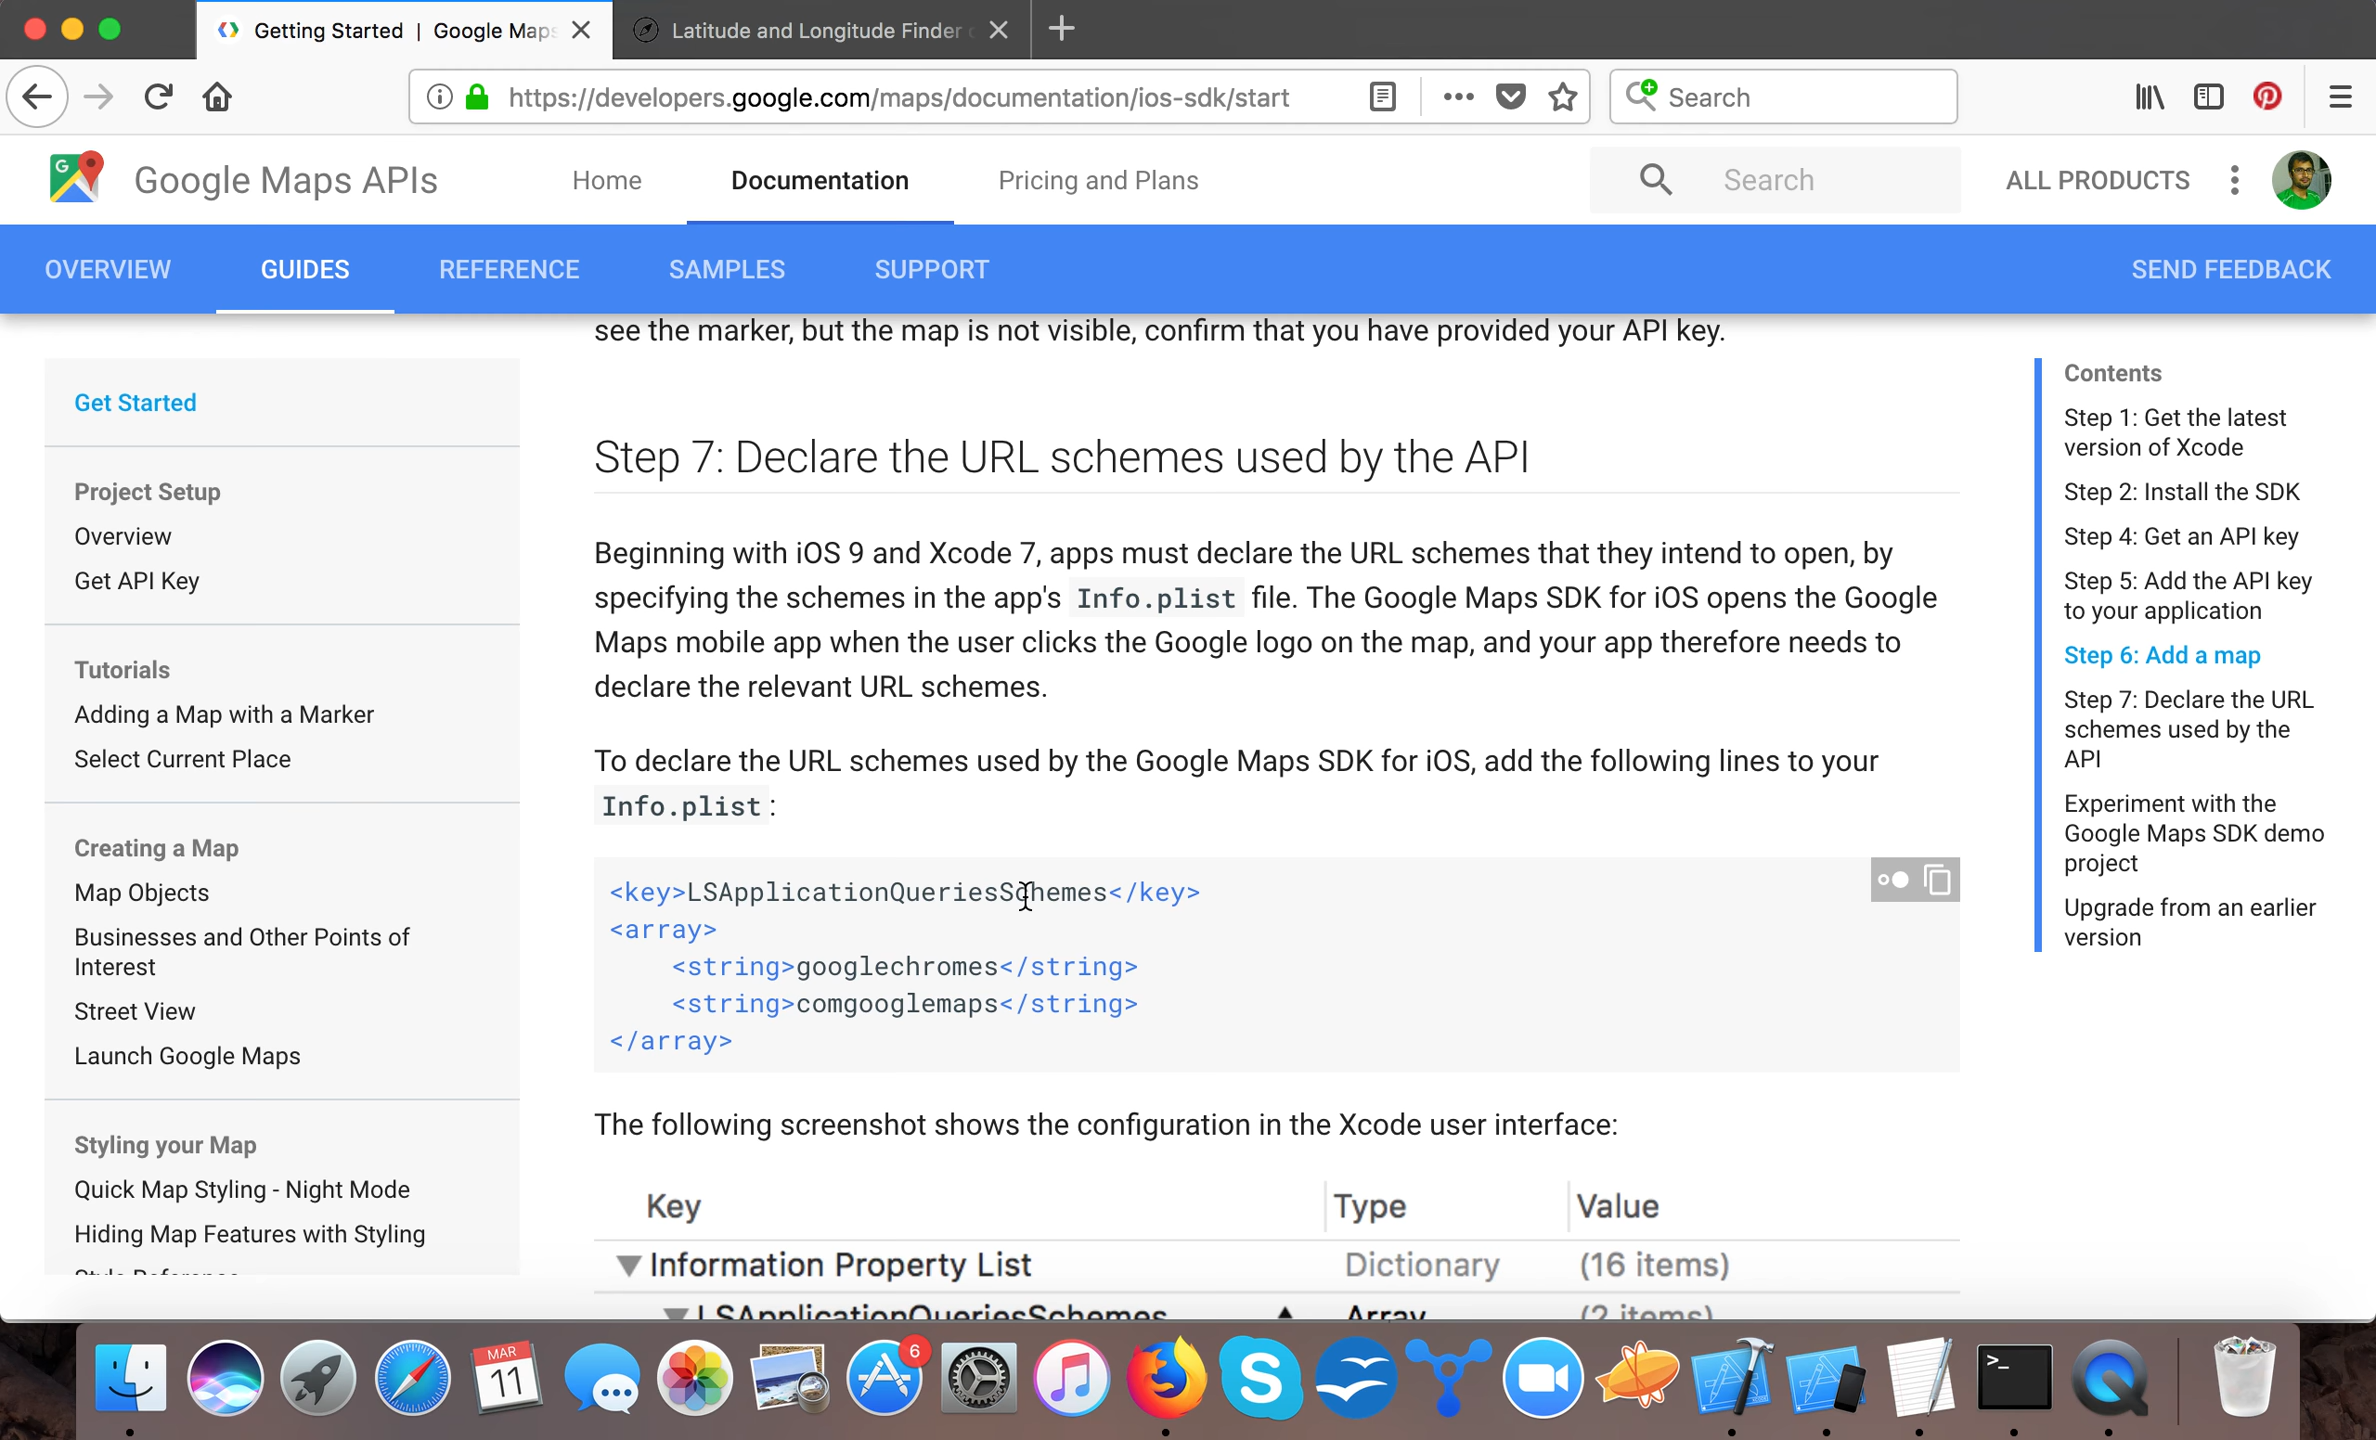 Getting Started | Google Maps
Latitude and Longitude Finder
https://developers.google.com/maps/documentation/ios-sdk/start
Search
G
Google Maps APIs
Home
Documentation
Pricing and Plans
Search
ALL PRODUCTS
OVERVIEW
GUIDES
REFERENCE
SAMPLES
SUPPORT
SEND FEEDBACK
Get Started
Project Setup
Overview
Get API Key
Tutorials
Adding a Map with a Marker
Select Current Place
Creating a Map
Map Objects
Businesses and Other Points of
Interest
Street View
Launch Google Maps
Styling your Map
Quick Map Styling - Night Mode
Hiding Map Features with Styling
see the marker, but the map is not visible, confirm that you have provided your API key.
Step 7: Declare the URL schemes used by the API
Beginning with iOS 9 and Xcode 7, apps must declare the URL schemes that they intend to open, by
specifying the schemes in the app's Info.plist file. The Google Maps SDK for iOS opens the Google
Maps mobile app when the user clicks the Google logo on the map, and your app therefore needs to
declare the relevant URL schemes.
To declare the URL schemes used by the Google Maps SDK for iOS, add the following lines to your
Info.plist:
<key>LSApplicationQueriesSchemes</key>
<array>
<string>googlechromes</string>
<string>comgooglemaps</string>
</array>
The following screenshot shows the configuration in the Xcode user interface:
Key Type Value
Information Property List Dictionary (16 items)
LSApplicationQueriesSchemes Array (2 items)
Contents
Step 1: Get the latest
version of Xcode
Step 2: Install the SDK
Step 4: Get an API key
Step 5: Add the API key
to your application
Step 6: Add a map
Step 7: Declare the URL
schemes used by the
API
Experiment with the
Google Maps SDK demo
project
Upgrade from an earlier
version
MAR
11
6
S
>_